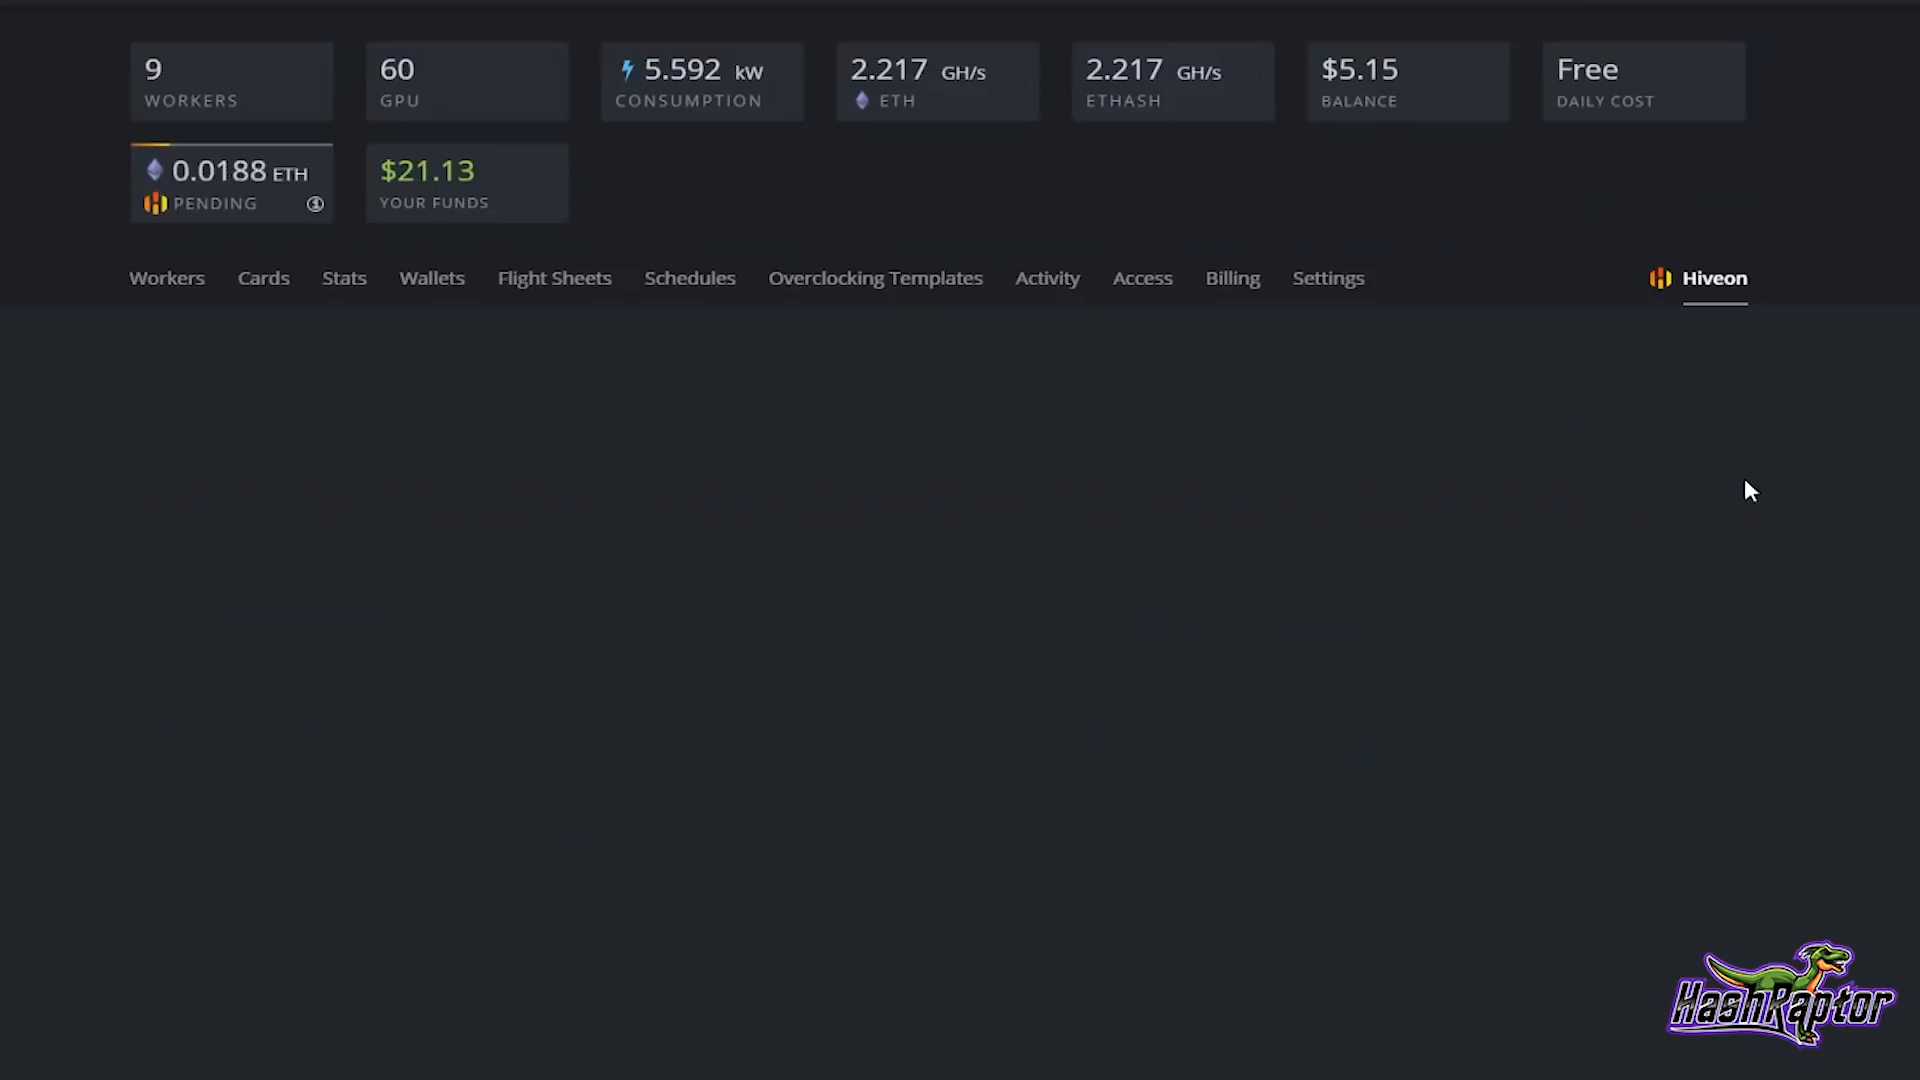 9
WORKERS
60
GPU
5.592 kW
CONSUMPTION
2.217 GH/s
ETH
2.217 GH/s
ETHASH
$5.15
BALANCE
Free
DAILY COST
0.0188 ETH
PENDING
$21.13
YOUR FUNDS
Workers Cards Stats Wallets Flight Sheets Schedules Overclocking Templates Activity Access Billing Settings Hiveon
HashRaptor